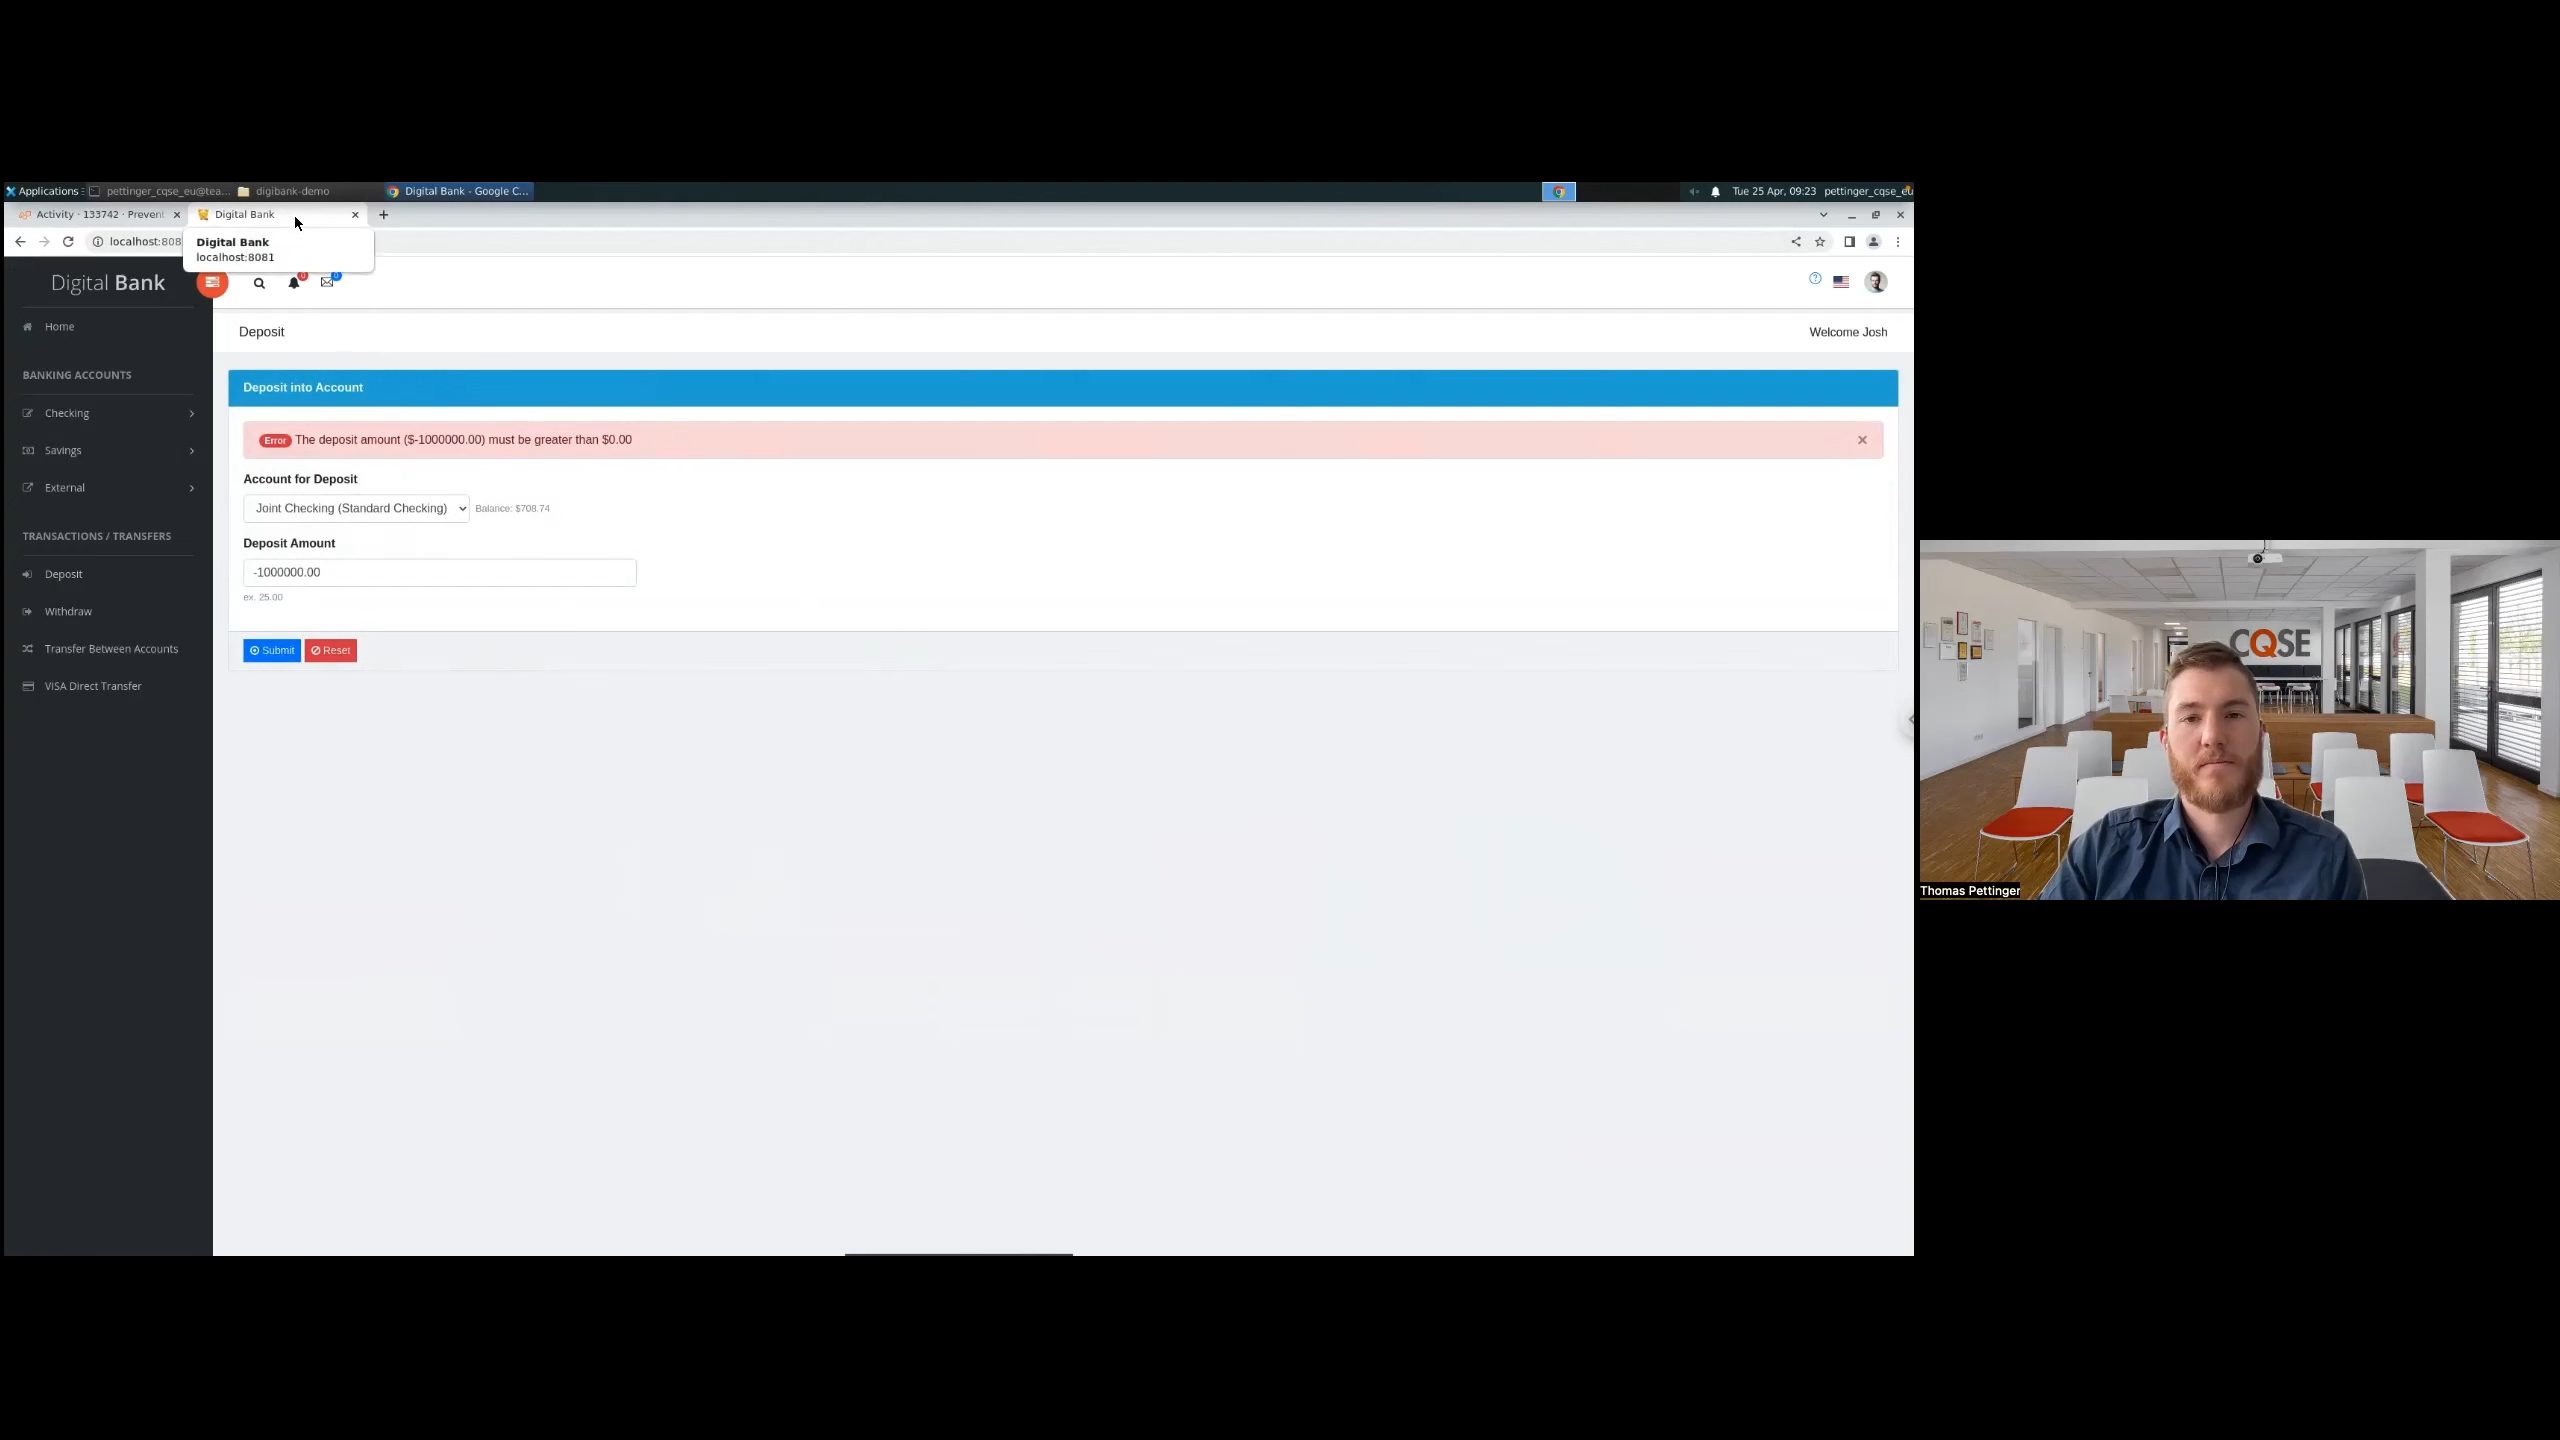 Applications
pettinger_cqse_eu@tea...
digibank-demo
Digital Bank - Google C...
Tue 25 Apr, 09:23
pettinger_cqse_eu
Activity · 133742 · Prevent
Digital Bank
localhost:808
Digital Bank
localhost:8081
Digital Bank
0
0
Home
Deposit
Welcome Josh
BANKING ACCOUNTS
Checking
Savings
External
TRANSACTIONS / TRANSFERS
Deposit
Withdraw
Transfer Between Accounts
VISA Direct Transfer
Deposit into Account
Error The deposit amount ($-1000000.00) must be greater than $0.00
Account for Deposit
Joint Checking (Standard Checking) Balance: $708.74
Deposit Amount
-1000000.00
ex. 25.00
Submit
Reset
CQSE
Thomas Pettinger